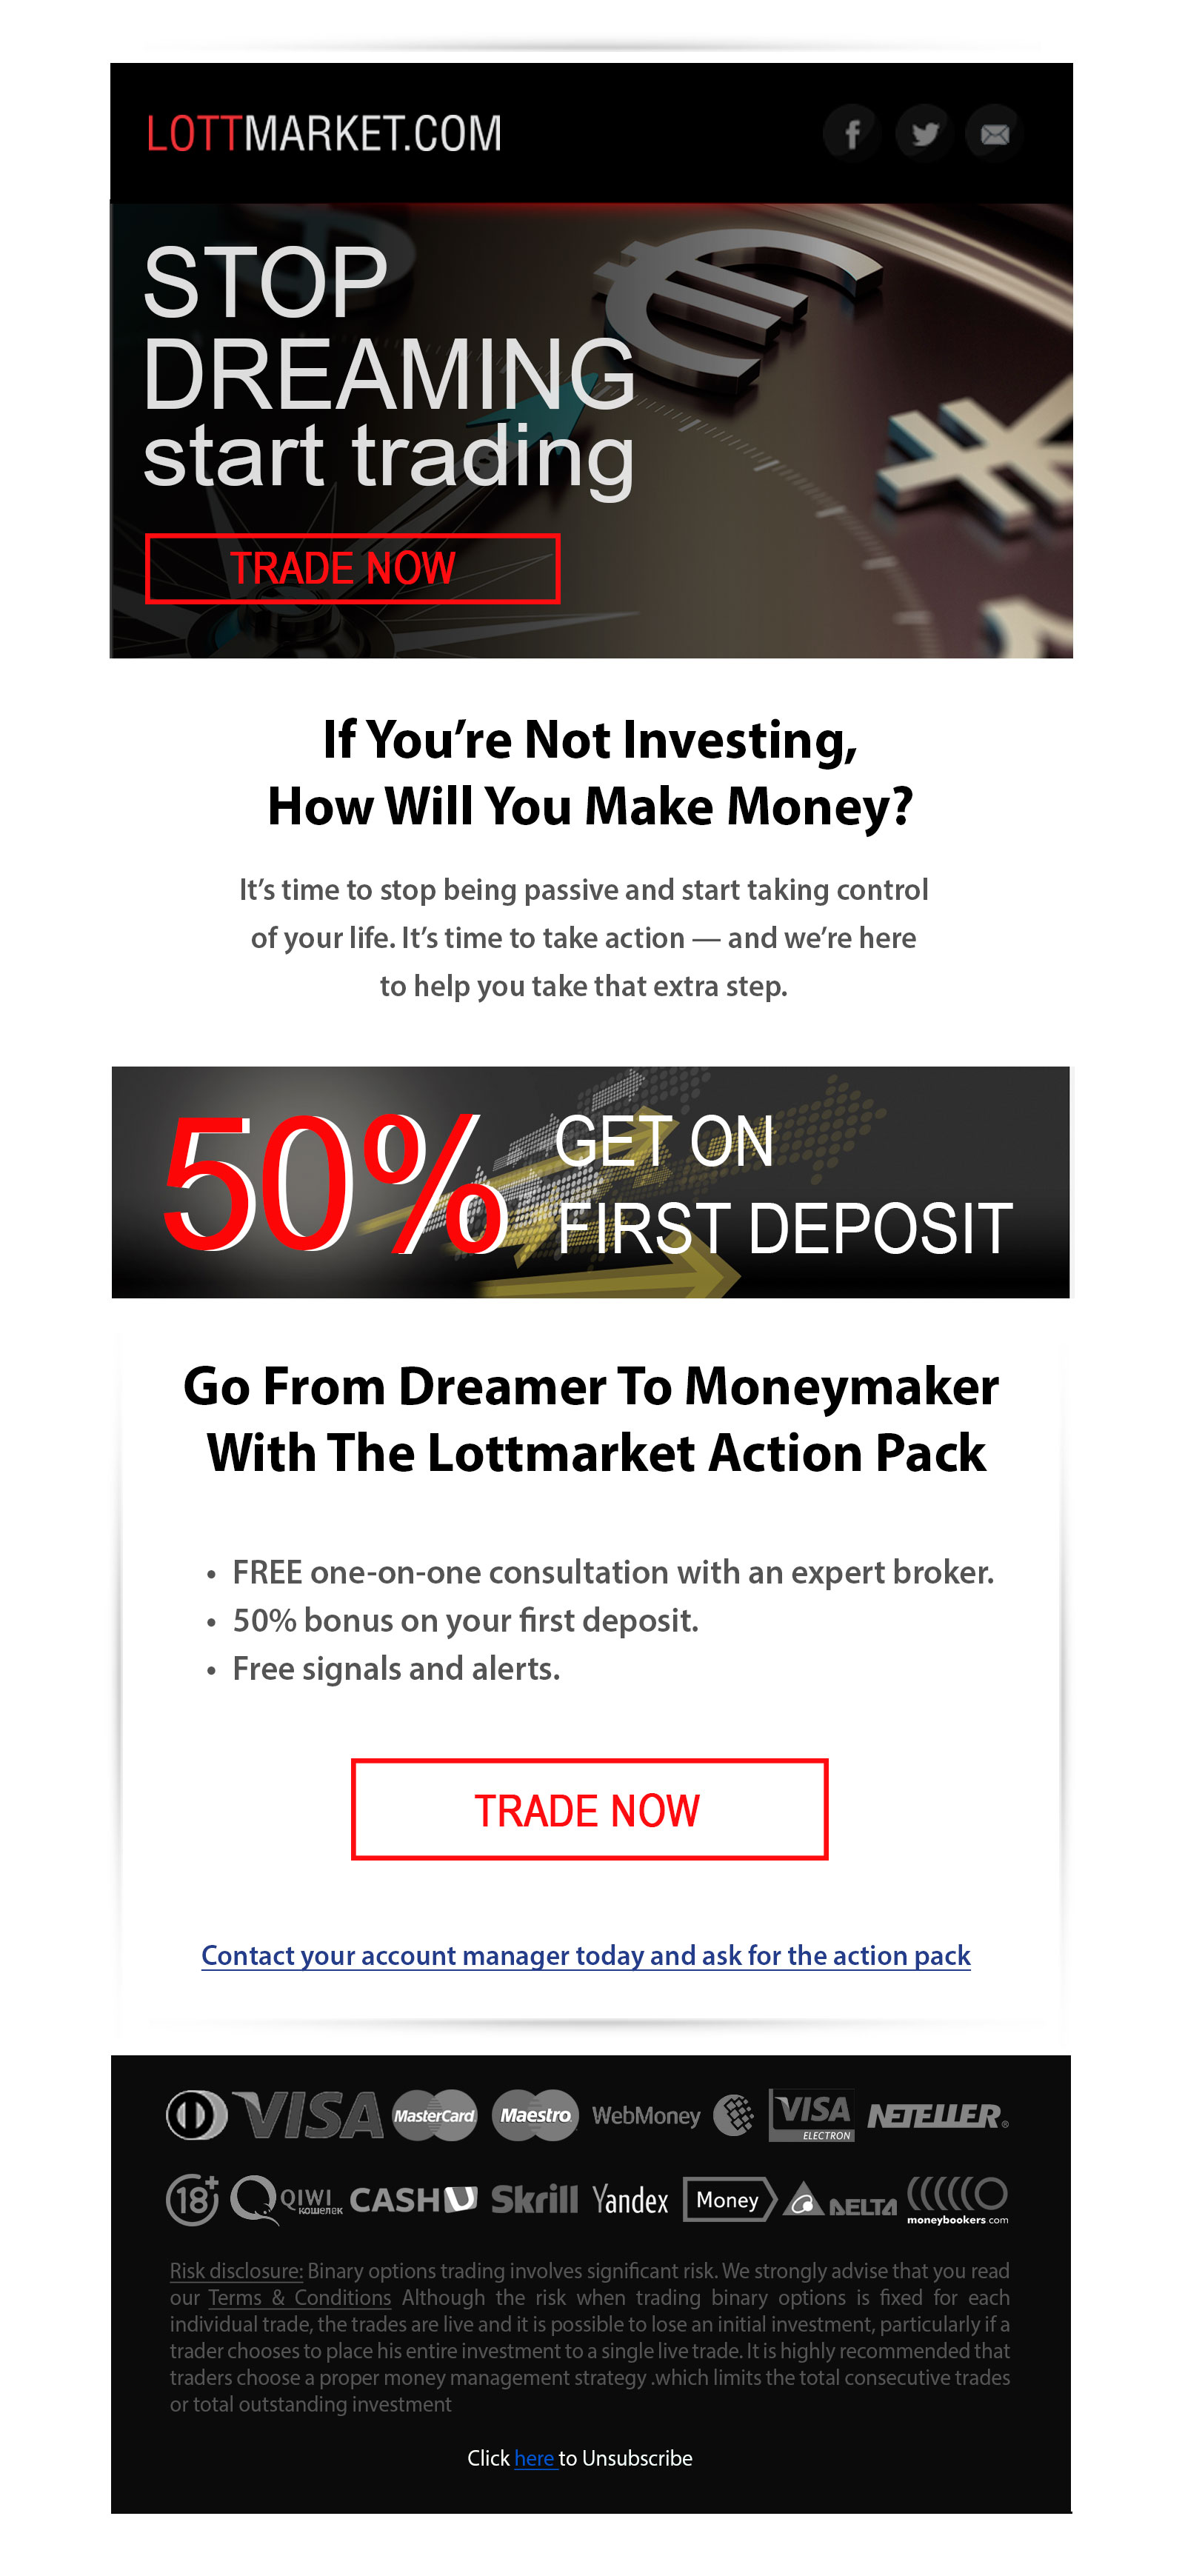 LOTTMARKET.COM
STOP
DREAMING
start trading
TRADE NOW
If You’re Not Investing,
How Will You Make Money?
It’s time to stop being passive and start taking control
of your life. It’s time to take action — and we’re here
to help you take that extra step.
50% GET ON
FIRST DEPOSIT
Go From Dreamer To Moneymaker
With The Lottmarket Action Pack
• FREE one-on-one consultation with an expert broker.
• 50% bonus on your first deposit.
• Free signals and alerts.
TRADE NOW
Contact your account manager today and ask for the action pack
VISA MasterCard Maestro WebMoney VISA ELECTRON NETELLER®
18+ QIWI КОШЕЛЕК CASHU Skrill Yandex Money DELTA moneybookers.com
Risk disclosure: Binary options trading involves significant risk. We strongly advise that you read
our Terms & Conditions Although the risk when trading binary options is fixed for each
individual trade, the trades are live and it is possible to lose an initial investment, particularly if a
trader chooses to place his entire investment to a single live trade. It is highly recommended that
traders choose a proper money management strategy .which limits the total consecutive trades
or total outstanding investment
Click here to Unsubscribe